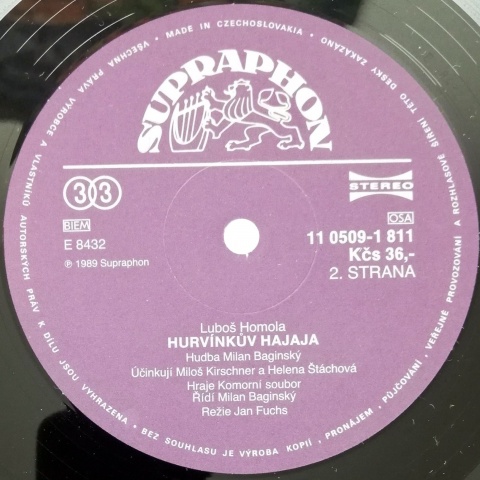 • MADE IN CZECHOSLOVAKIA •
VŠECHNA PRÁVA VÝROBCE A VLASTNÍKŮ AUTORSKÝCH PRÁV K DÍLU JSOU VYHRAZENA • BEZ SOUHLASU JE VÝROBA KOPIÍ, PRONÁJEM, PŮJČOVÁNÍ, VEŘEJNÉ PROVOZOVÁNÍ A ROZHLASOVÉ ŠÍŘENÍ TÉTO DESKY ZAKÁZÁNO
SUPRAPHON
33
STEREO
BIEM
OSA
E 8432
11 0509-1 811
Kčs 36,-
℗ 1989 Supraphon
2. STRANA
Luboš Homola
HURVÍNKŮV HAJAJA
Hudba Milan Baginský
Účinkují Miloš Kirschner a Helena Štáchová
Hraje Komorní soubor
Řídí Milan Baginský
Režie Jan Fuchs